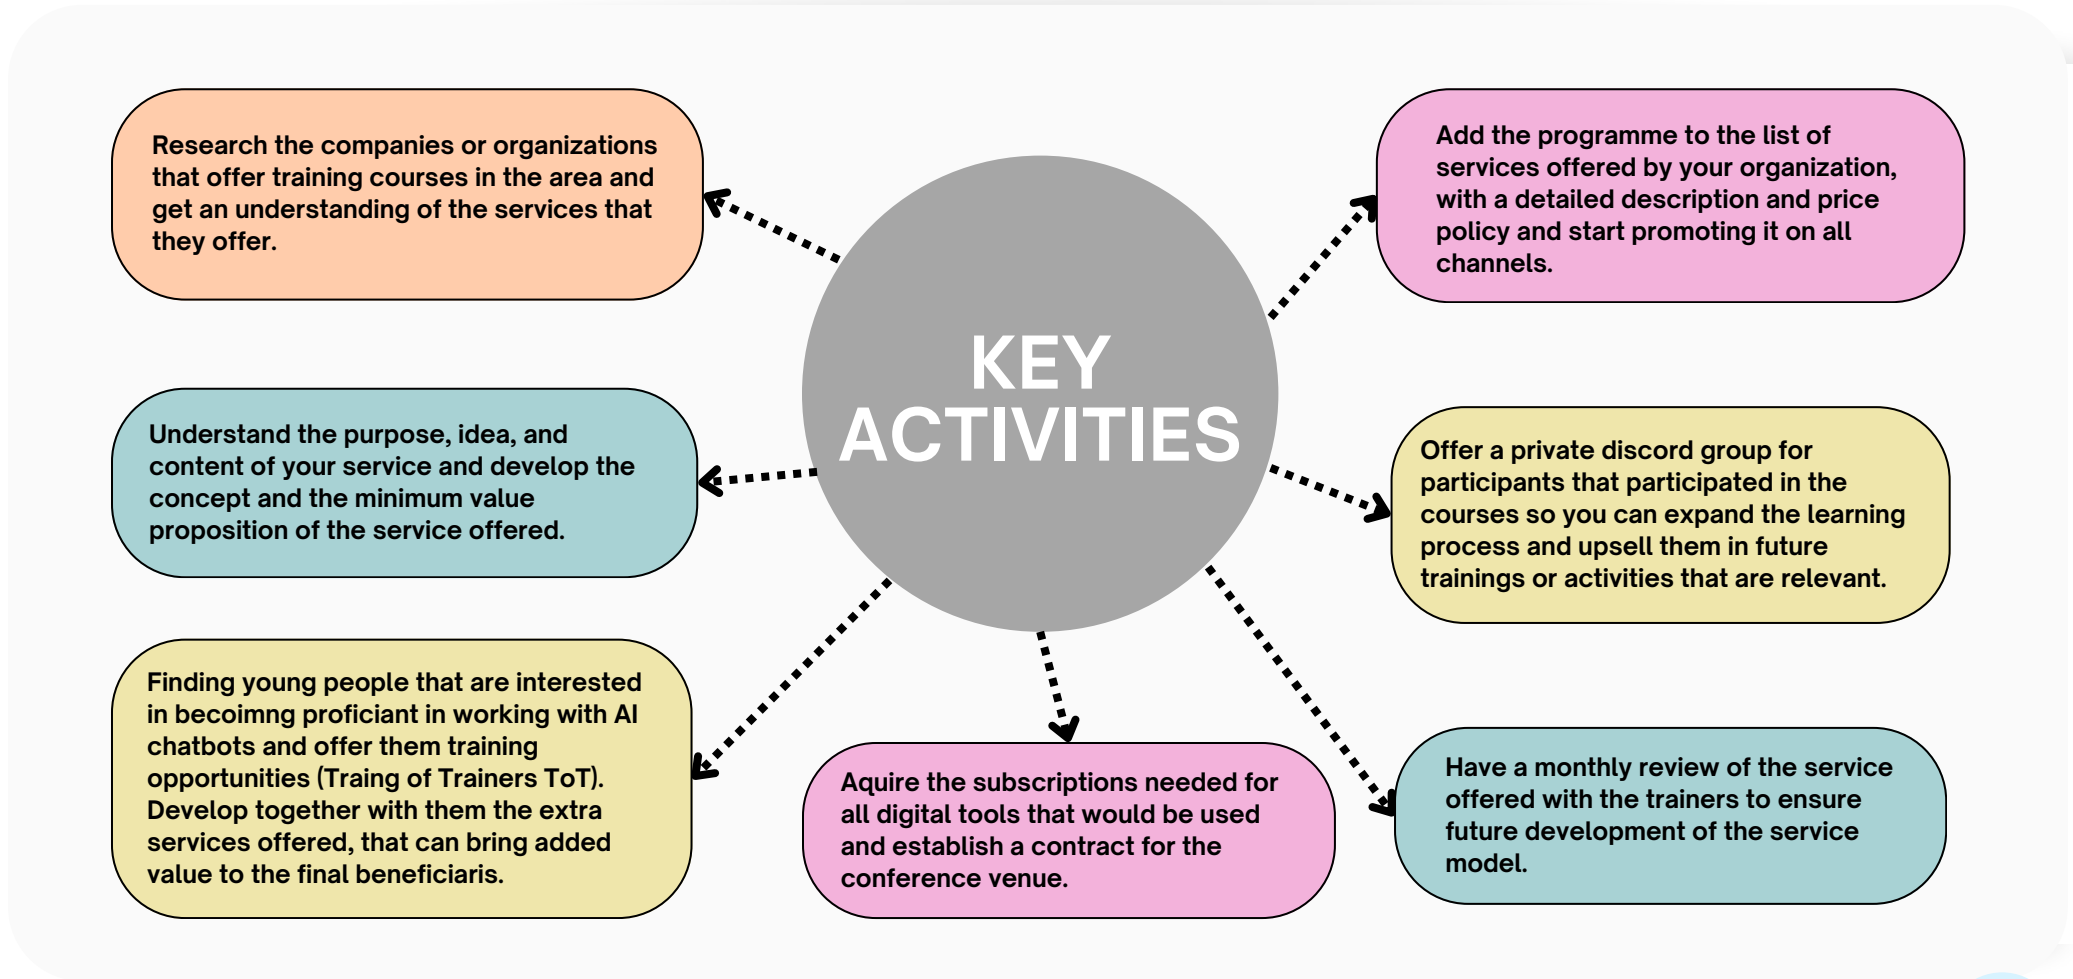 Research the companies or organizations
that offer training courses in the area and
get an understanding of the services that
they offer.
Understand the purpose, idea, and
content of your service and develop the
concept and the minimum value
proposition of the service offered.
Finding young people that are interested
in becoimng proficiant in working with AI
chatbots and offer them training
opportunities (Traing of Trainers ToT).
Develop together with them the extra
services offered, that can bring added
value to the final beneficiaris.
KEY
ACTIVITIES
Aquire the subscriptions needed for
all digital tools that would be used
and establish a contract for the
conference venue.
Add the programme to the list of
services offered by your organization,
with a detailed description and price
policy and start promoting it on all
channels.
Offer a private discord group for
participants that participated in the
courses so you can expand the learning
process and upsell them in future
trainings or activities that are relevant.
Have a monthly review of the service
offered with the trainers to ensure
future development of the service
model.